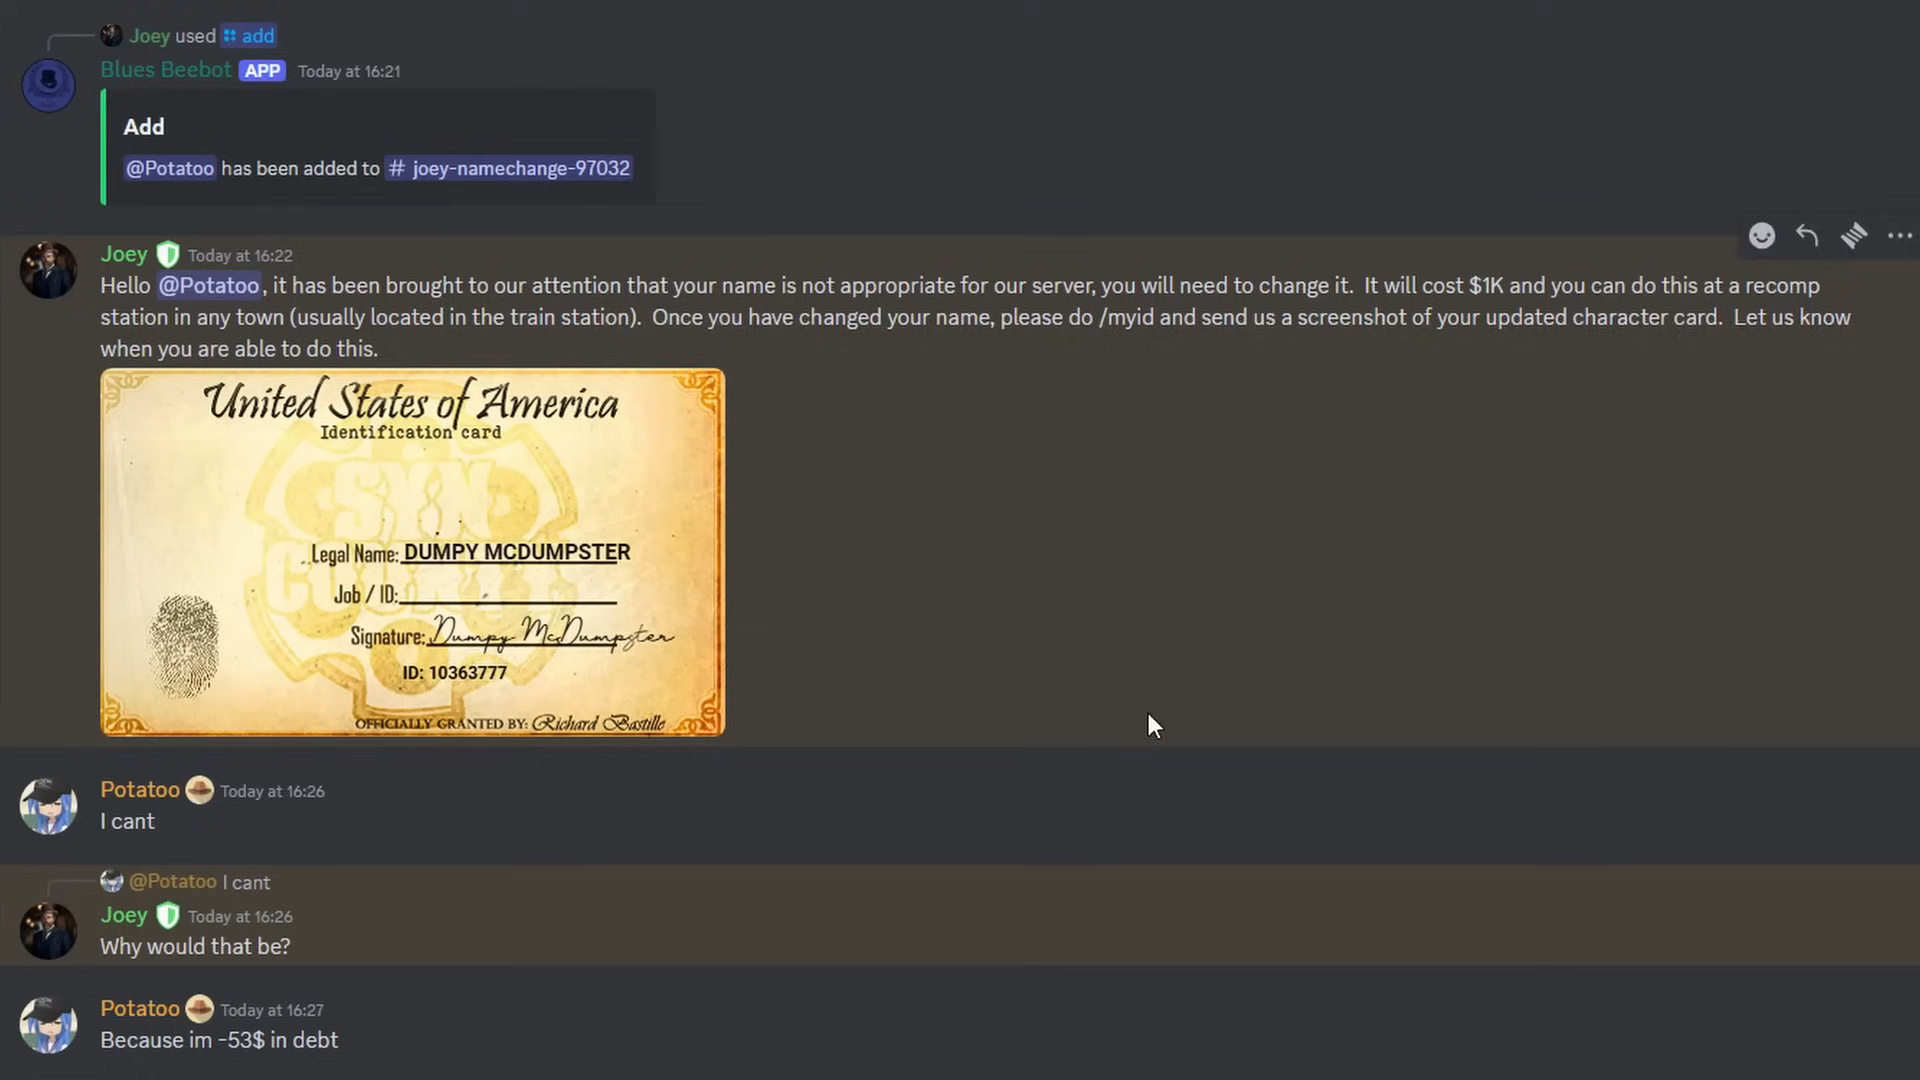 Joey used add
Blues Beebot APP Today at 16:21
Add
@Potatoo has been added to # joey-namechange-97032
Joey Today at 16:22
Hello @Potatoo, it has been brought to our attention that your name is not appropriate for our server, you will need to change it. It will cost $1K and you can do this at a recomp
station in any town (usually located in the train station). Once you have changed your name, please do /myid and send us a screenshot of your updated character card. Let us know
when you are able to do this.
United States of America
Identification card
SYN
COUNTY
Legal Name: DUMPY MCDUMPSTER
Job / ID:
Signature: Dumpy McDumpster
ID: 10363777
OFFICIALLY GRANTED BY: Richard Bastille
Potatoo Today at 16:26
I cant
@Potatoo I cant
Joey Today at 16:26
Why would that be?
Potatoo Today at 16:27
Because im -53$ in debt